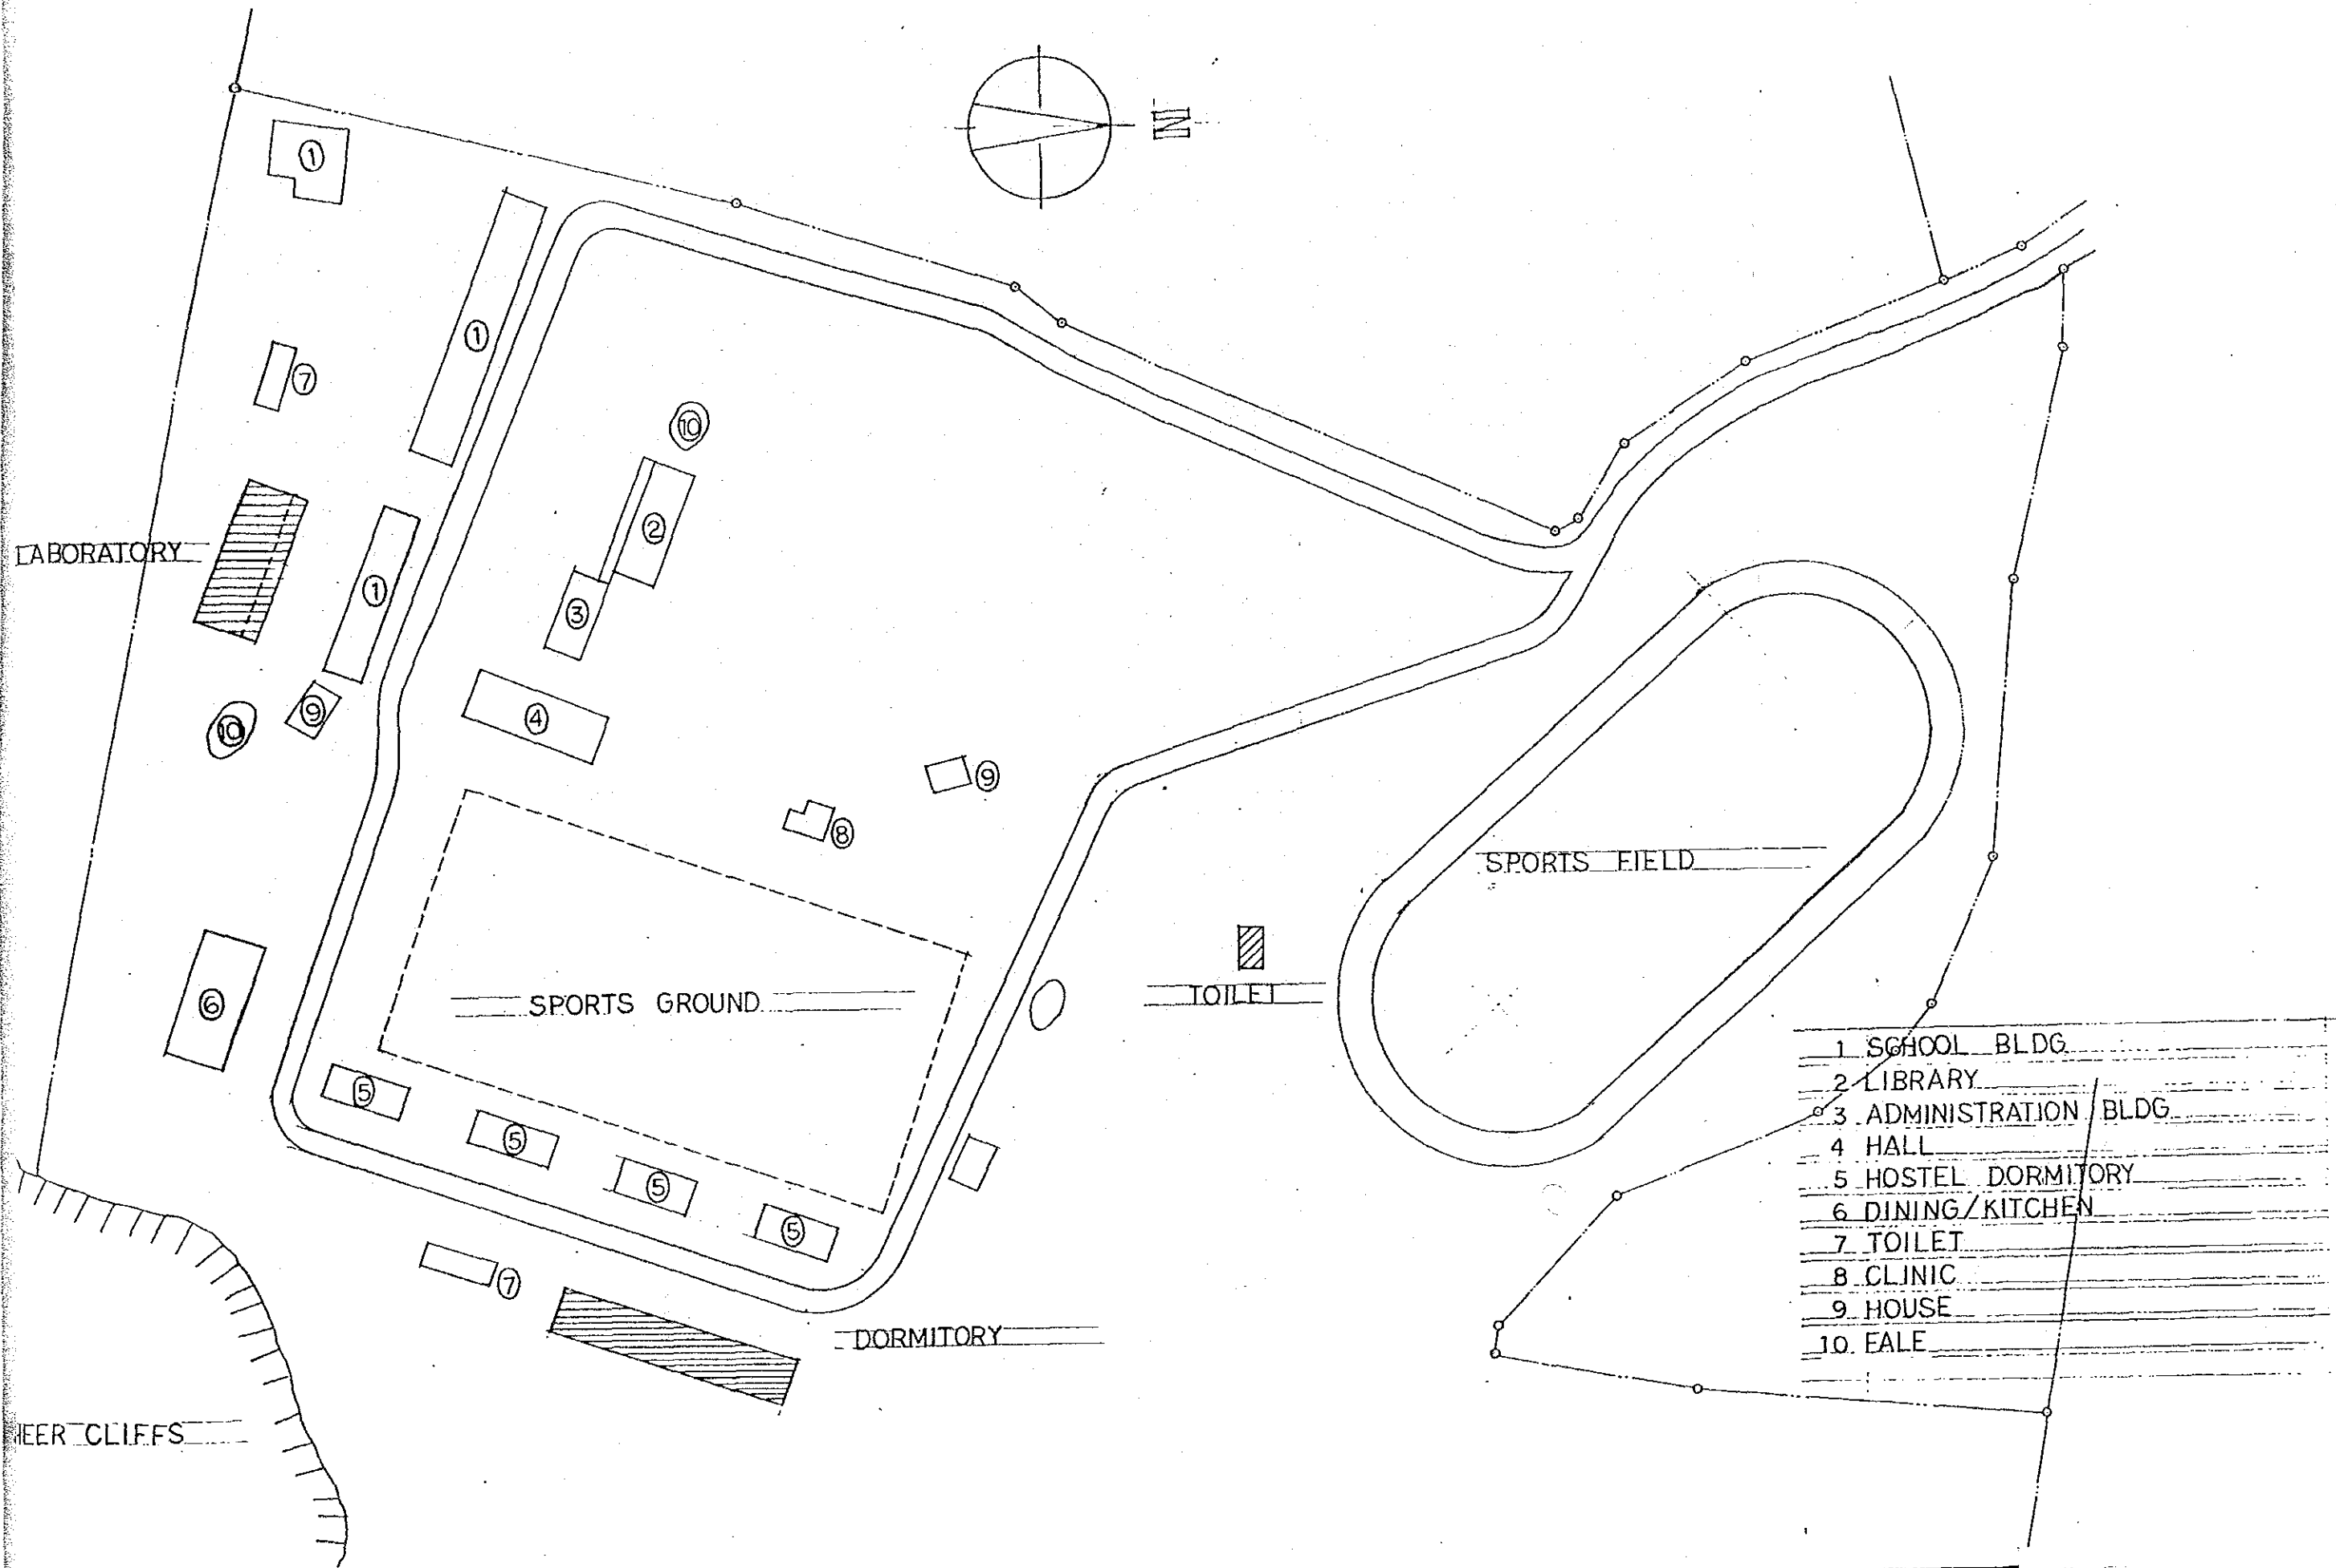 N
1
1
7
10
2
LABORATORY
1
3
9
10
4
9
8
SPORTS FIELD
6
SPORTS GROUND
TOILET
5
5
5
5
7
DORMITORY
CLIFFS
1 SCHOOL BLDG
2 LIBRARY
3 ADMINISTRATION BLDG
4 HALL
5 HOSTEL DORMITORY
6 DINING/KITCHEN
7 TOILET
8 CLINIC
9 HOUSE
10 FALE